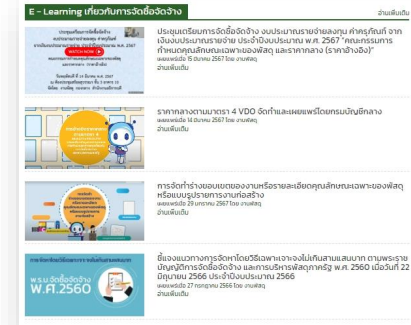 E - Learning เกี่ยวกับการจัดซื้อจัดจ้าง
อ่านเพิ่มเติม
ประชุมเตรียมการจัดซื้อจัดจ้าง งบประมาณรายจ่ายลงทุน ค่าครุภัณฑ์ จาก
เงินงบประมาณรายจ่าย ประจำปีงบประมาณ พ.ศ. 2567 "คณะกรรมการ
กำหนดคุณลักษณะเฉพาะของพัสดุ และราคากลาง (ราคาอ้างอิง)"
เผยแพร่เมื่อ 15 มีนาคม 2567 โดย งานพัสดุ
อ่านเพิ่มเติม
WATCH NOW
ราคากลางตามมาตรา 4 VDO จัดทำและเผยแพร่โดยกรมบัญชีกลาง
เผยแพร่เมื่อ 14 มีนาคม 2567 โดย งานพัสดุ
อ่านเพิ่มเติม
การจัดทำร่างขอบเขตของงานหรือรายละเอียดคุณลักษณะเฉพาะของพัสดุ
หรือแบบรูปรายการงานก่อสร้าง
เผยแพร่เมื่อ 29 มกราคม 2567 โดย งานพัสดุ
อ่านเพิ่มเติม
พ.ร.บ.จัดซื้อจัดจ้าง
พ.ศ.2560
ชี้แจงแนวทางการจัดหาโดยวิธีเฉพาะเจาะจงไม่เกินสามแสนบาท ตามพระราช
บัญญัติการจัดซื้อจัดจ้าง และการบริหารพัสดุภาครัฐ พ.ศ. 2560 เมื่อวันที่ 22
มิถุนายน 2566 ประจำปีงบประมาณ 2566
เผยแพร่เมื่อ 27 กรกฎาคม 2566 โดย งานพัสดุ
อ่านเพิ่มเติม